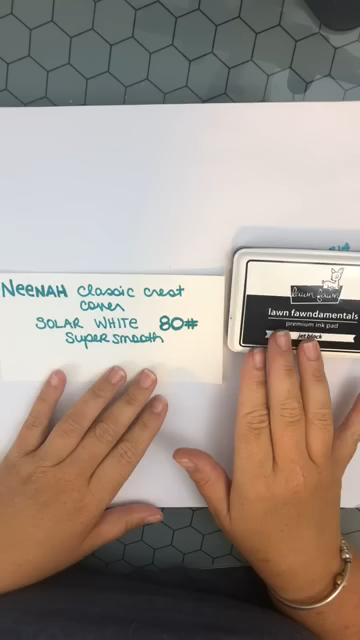 NEENAH Classic Crest
cover
SOLAR WHITE 80#
Super smooth
lawn fawn
lawn fawndamentals
premium ink pad
jet black